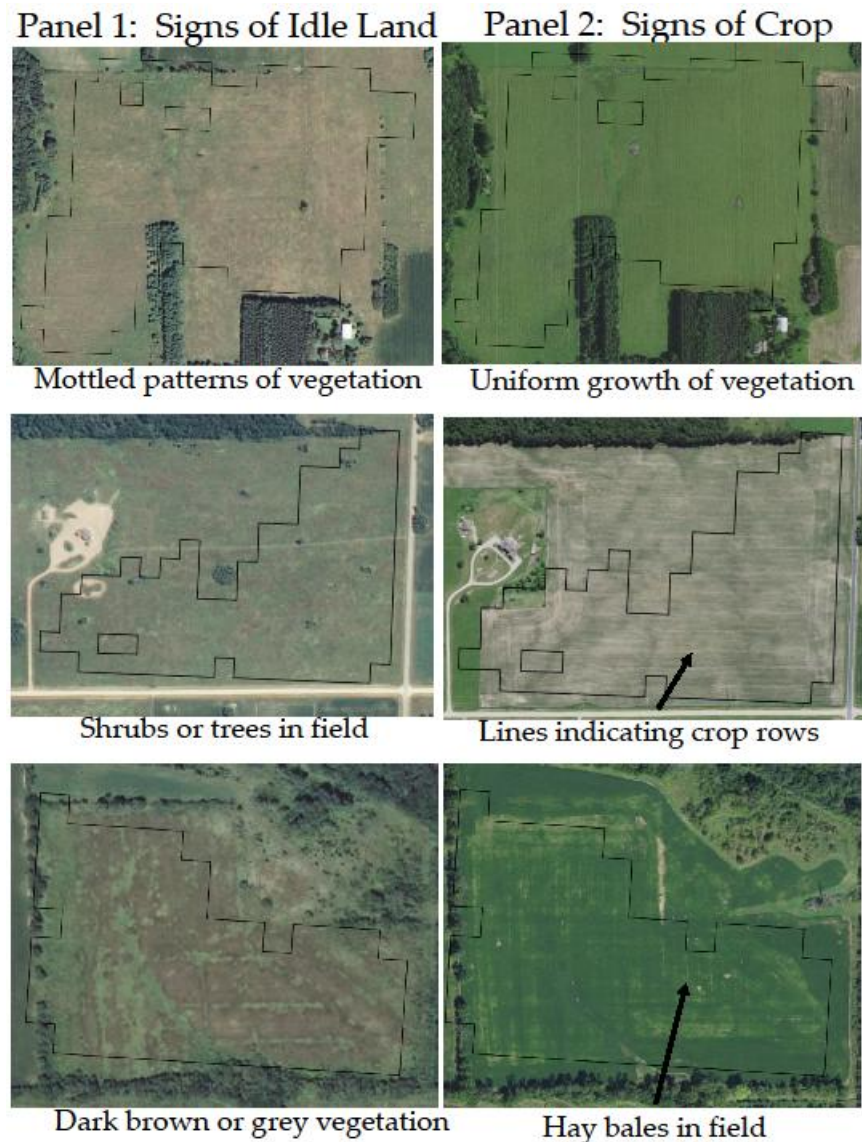 Panel 1:  Signs of Idle Land
Panel 2:  Signs of Crop
Mottled patterns of vegetation
Uniform growth of vegetation
Shrubs or trees in field
Lines indicating crop rows
Dark brown or grey vegetation
Hay bales in field